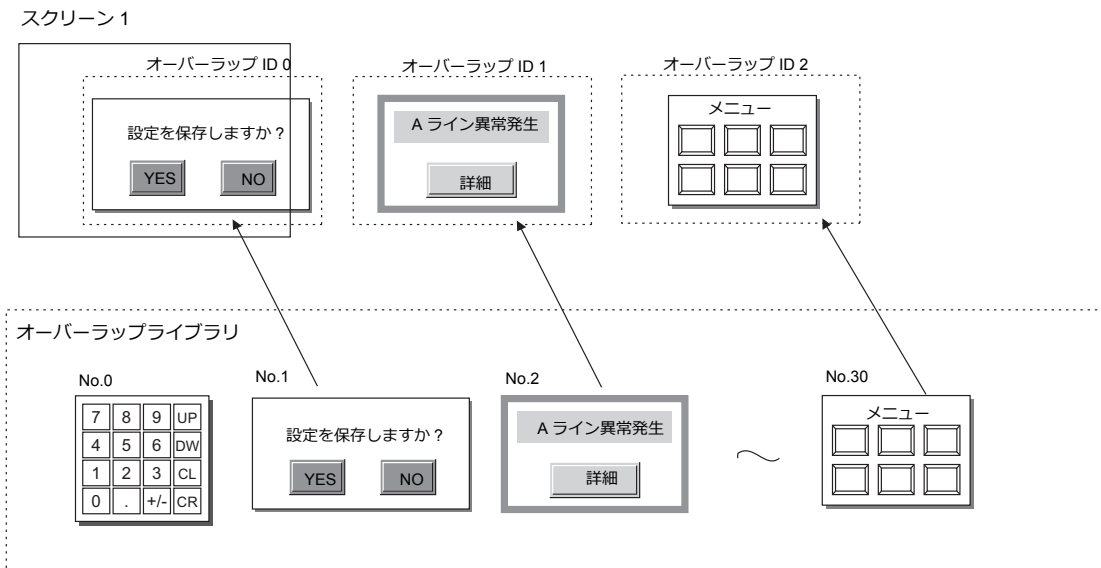 スクリーン 1
オーバーラップ ID 0
オーバーラップ ID 1
オーバーラップ ID 2
設定を保存しますか?
YES
NO
A ライン異常発生
詳細
メニュー
オーバーラップライブラリ
No.0
7 8 9 UP
4 5 6 DW
1 2 3 CL
0 . +/- CR
No.1
設定を保存しますか?
YES
NO
No.2
A ライン異常発生
詳細
～
No.30
メニュー